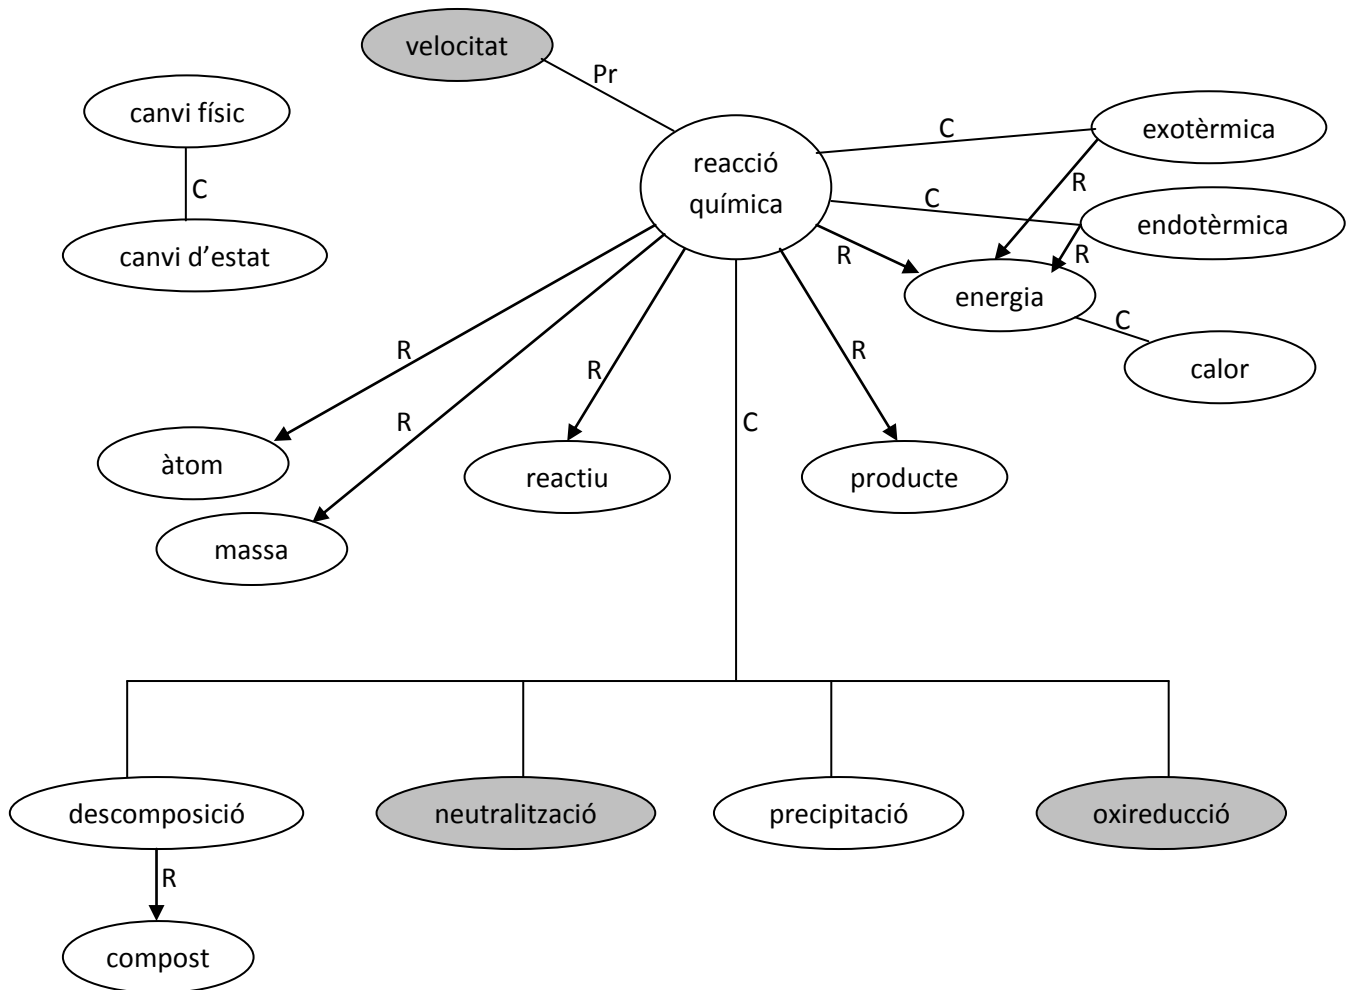 velocitat
Pr
canvi físic
C
exotèrmica
reacció
química
R
C
C
endotèrmica
canvi d'estat
R
R
energia
C
calor
R
R
R
R
C
àtom
reactiu
producte
massa
descomposició
neutralització
precipitació
oxireducció
R
compost